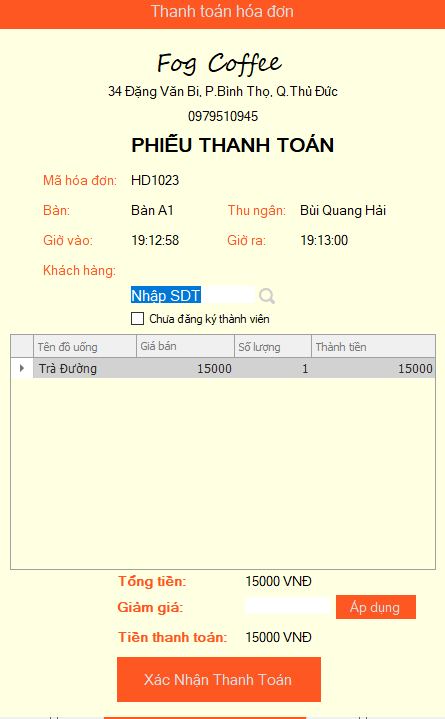 Thanh toán hóa đơn
Fog Coffee
34 Đặng Văn Bi, P.Bình Thọ, Q.Thủ Đức
0979510945
PHIẾU THANH TOÁN
Mã hóa đơn: HD1023
Bàn: Bàn A1 Thu ngân: Bùi Quang Hải
Giờ vào: 19:12:58 Giờ ra: 19:13:00
Khách hàng:
Nhập SDT
Chưa đăng ký thành viên
Tên đồ uống Giá bán Số lượng Thành tiền
Trà Đường 15000 1 15000
Tổng tiền: 15000 VNĐ
Giảm giá: Áp dụng
Tiền thanh toán: 15000 VNĐ
Xác Nhận Thanh Toán